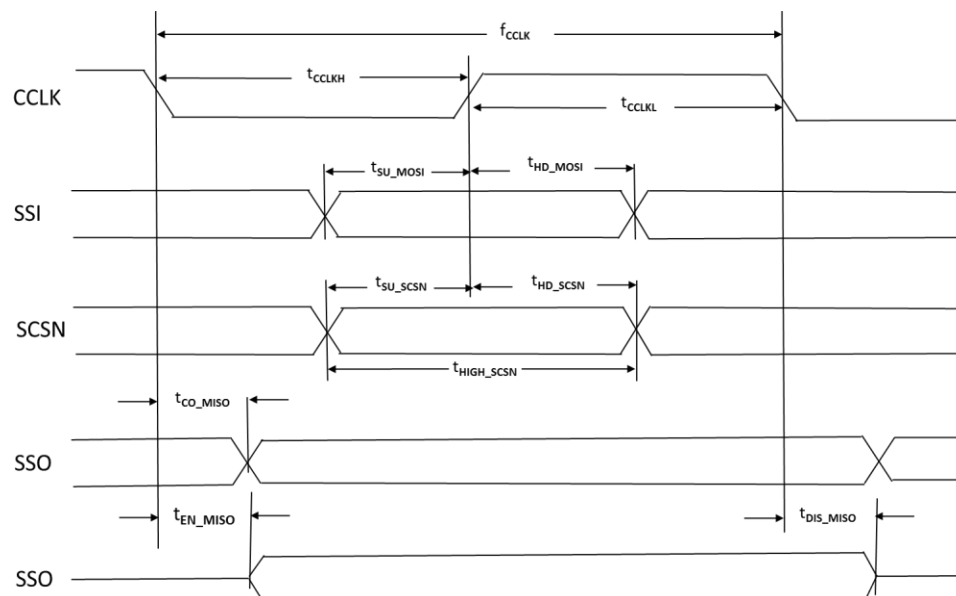 fCCLK
tCCLKH
CCLK
tCCLKL
tSU_MOSI
tHD_MOSI
SSI
tSU_SCSN
tHD_SCSN
SCSN
tHIGH_SCSN
tCO_MISO
SSO
tEN_MISO
tDIS_MISO
SSO